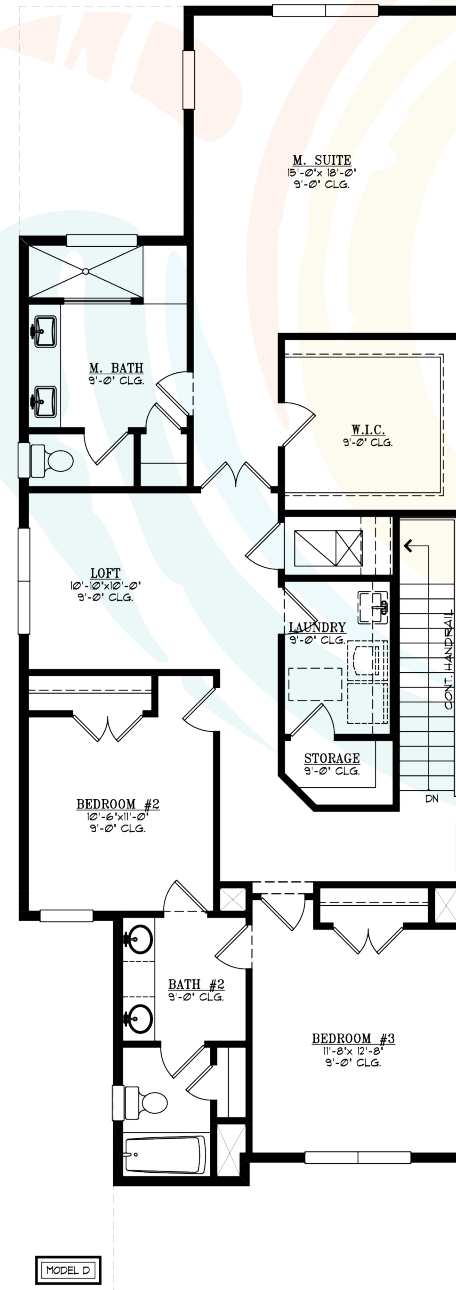 M. SUITE
15'-0"x 18'-0"
9'-0" CLG.
M. BATH
9'-0" CLG.
W.I.C.
9'-0" CLG.
LOFT
10'-10"x10'-0"
9'-0" CLG.
LAUNDRY
9'-0" CLG.
CONT. HANDRAIL
STORAGE
9'-0" CLG.
DN
BEDROOM #2
10'-6"x11'-0"
9'-0" CLG.
BATH #2
9'-0" CLG.
BEDROOM #3
11'-8"x 12'-8"
9'-0" CLG.
MODEL D